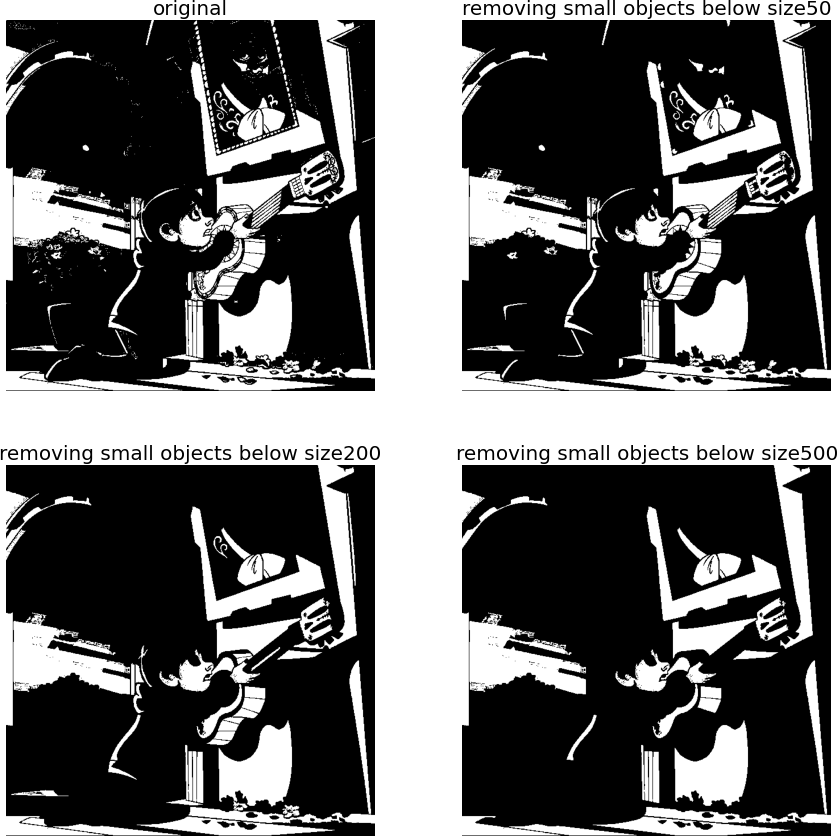 original
removing small objects below size50
removing small objects below size200
removing small objects below size500